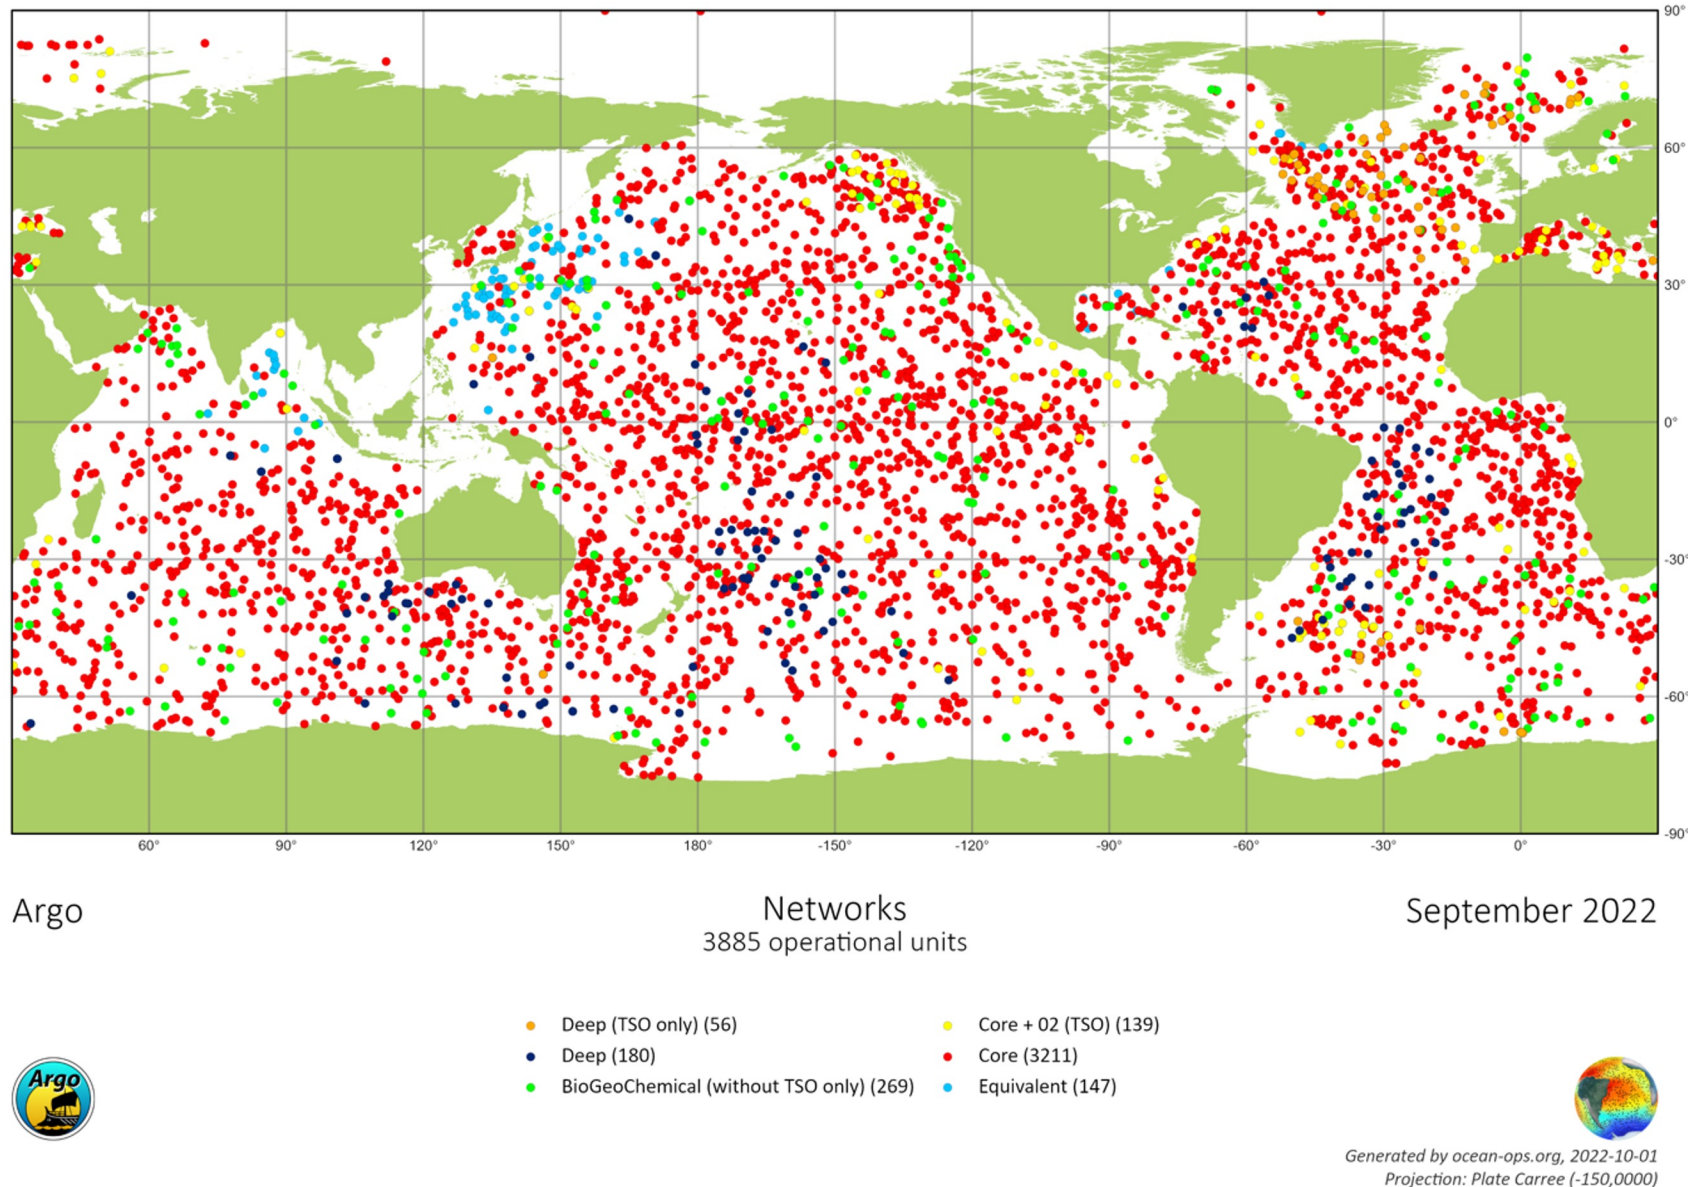 90°
60°
30°
0°
-30°
-60°
-90°
60° 90° 120° 150° 180° -150° -120° -90° -60° -30° 0°
Argo
Networks
September 2022
3885 operational units
Deep (TSO only) (56)
Core + 02 (TSO) (139)
Deep (180)
Core (3211)
BioGeoChemical (without TSO only) (269)
Equivalent (147)
Argo
Generated by ocean-ops.org, 2022-10-01
Projection: Plate Carree (-150,0000)